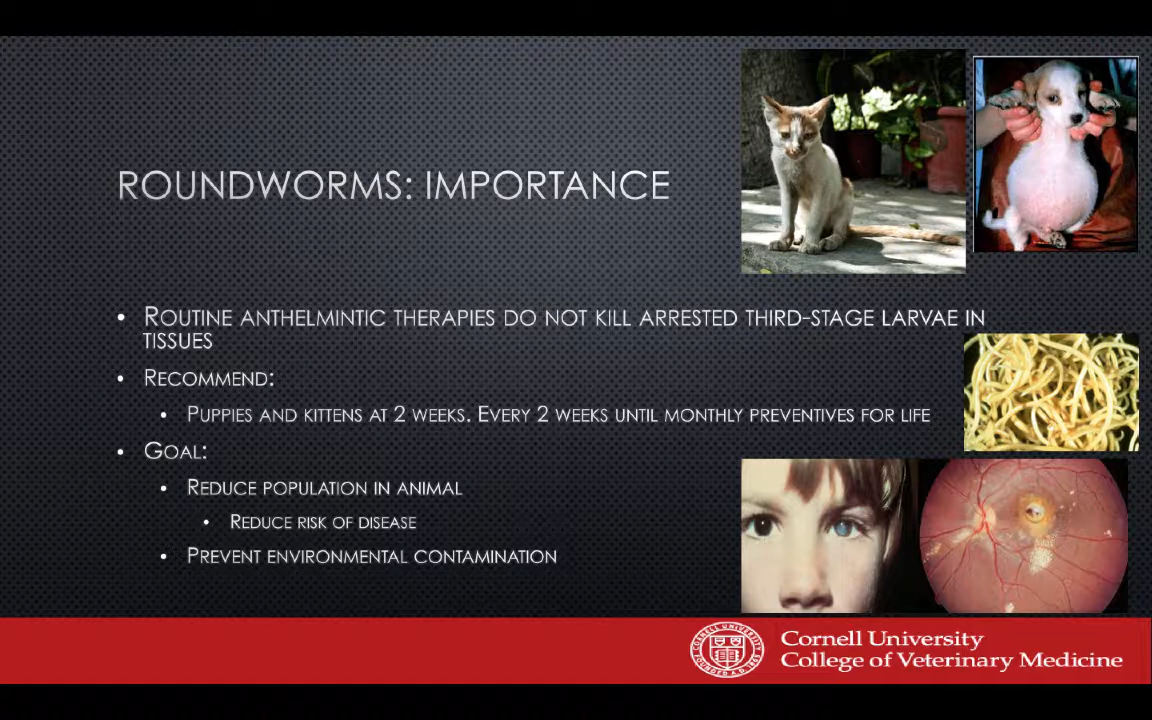 ROUNDWORMS: IMPORTANCE
• ROUTINE ANTHELMINTIC THERAPIES DO NOT KILL ARRESTED THIRD-STAGE LARVAE IN
TISSUES
• RECOMMEND:
• PUPPIES AND KITTENS AT 2 WEEKS. EVERY 2 WEEKS UNTIL MONTHLY PREVENTIVES FOR LIFE
• GOAL:
• REDUCE POPULATION IN ANIMAL
• REDUCE RISK OF DISEASE
• PREVENT ENVIRONMENTAL CONTAMINATION
Cornell University
College of Veterinary Medicine